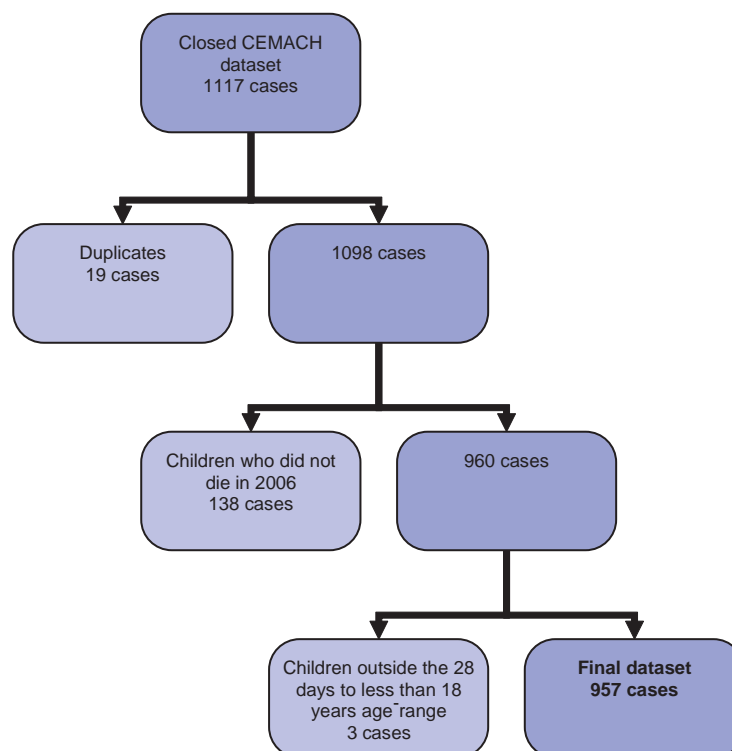 Closed CEMACH
dataset
1117 cases
Duplicates
19 cases
1098 cases
Children who did not
die in 2006
138 cases
960 cases
Children outside the 28
days to less than 18
years age-range
3 cases
Final dataset
957 cases